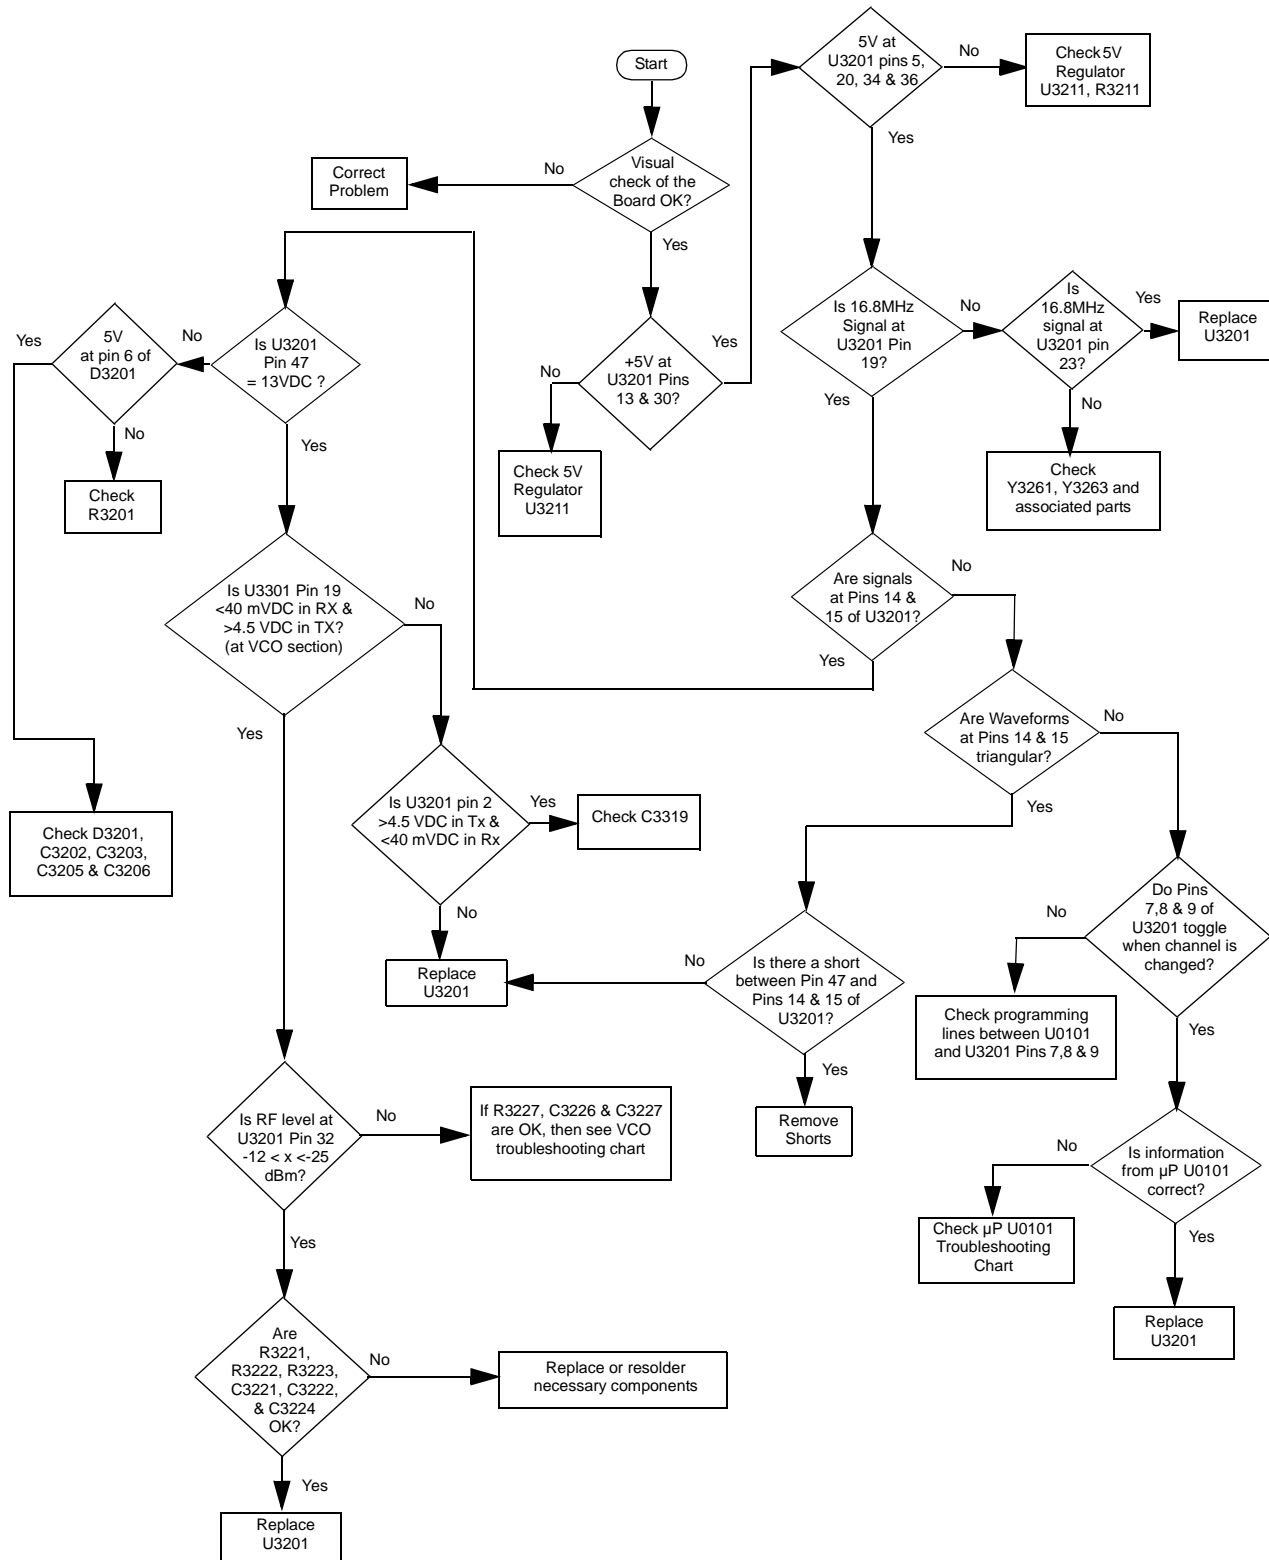 Start
Visual
check of the
Board OK?
No
Correct
Problem
Yes
+5V at
U3201 Pins
13 & 30?
No
Check 5V
Regulator
U3211
Yes
5V at
U3201 pins 5,
20, 34 & 36
No
Check 5V
Regulator
U3211, R3211
Yes
Is 16.8MHz
Signal at
U3201 Pin
19?
No
Is
16.8MHz
signal at
U3201 pin
23?
Yes
Replace
U3201
No
Check
Y3261, Y3263 and
associated parts
Yes
Are signals
at Pins 14 &
15 of U3201?
No
Yes
Are Waveforms
at Pins 14 & 15
triangular?
No
Yes
Do Pins
7,8 & 9 of
U3201 toggle
when channel is
changed?
No
Check programming
lines between U0101
and U3201 Pins 7,8 & 9
Yes
Is information
from µP U0101
correct?
No
Check µP U0101
Troubleshooting
Chart
Yes
Replace
U3201
Is there a short
between Pin 47 and
Pins 14 & 15 of
U3201?
No
Yes
Remove
Shorts
Is U3201
Pin 47
= 13VDC ?
No
5V
at pin 6 of
D3201
Yes
No
Check
R3201
Check D3201,
C3202, C3203,
C3205 & C3206
Yes
Is U3301 Pin 19
<40 mVDC in RX &
>4.5 VDC in TX?
(at VCO section)
No
Is U3201 pin 2
>4.5 VDC in Tx &
<40 mVDC in Rx
Yes
Check C3319
No
Replace
U3201
Yes
Is RF level at
U3201 Pin 32
-12 < x <-25
dBm?
No
If R3227, C3226 & C3227
are OK, then see VCO
troubleshooting chart
Yes
Are
R3221,
R3222, R3223,
C3221, C3222,
& C3224
OK?
No
Replace or resolder
necessary components
Yes
Replace
U3201